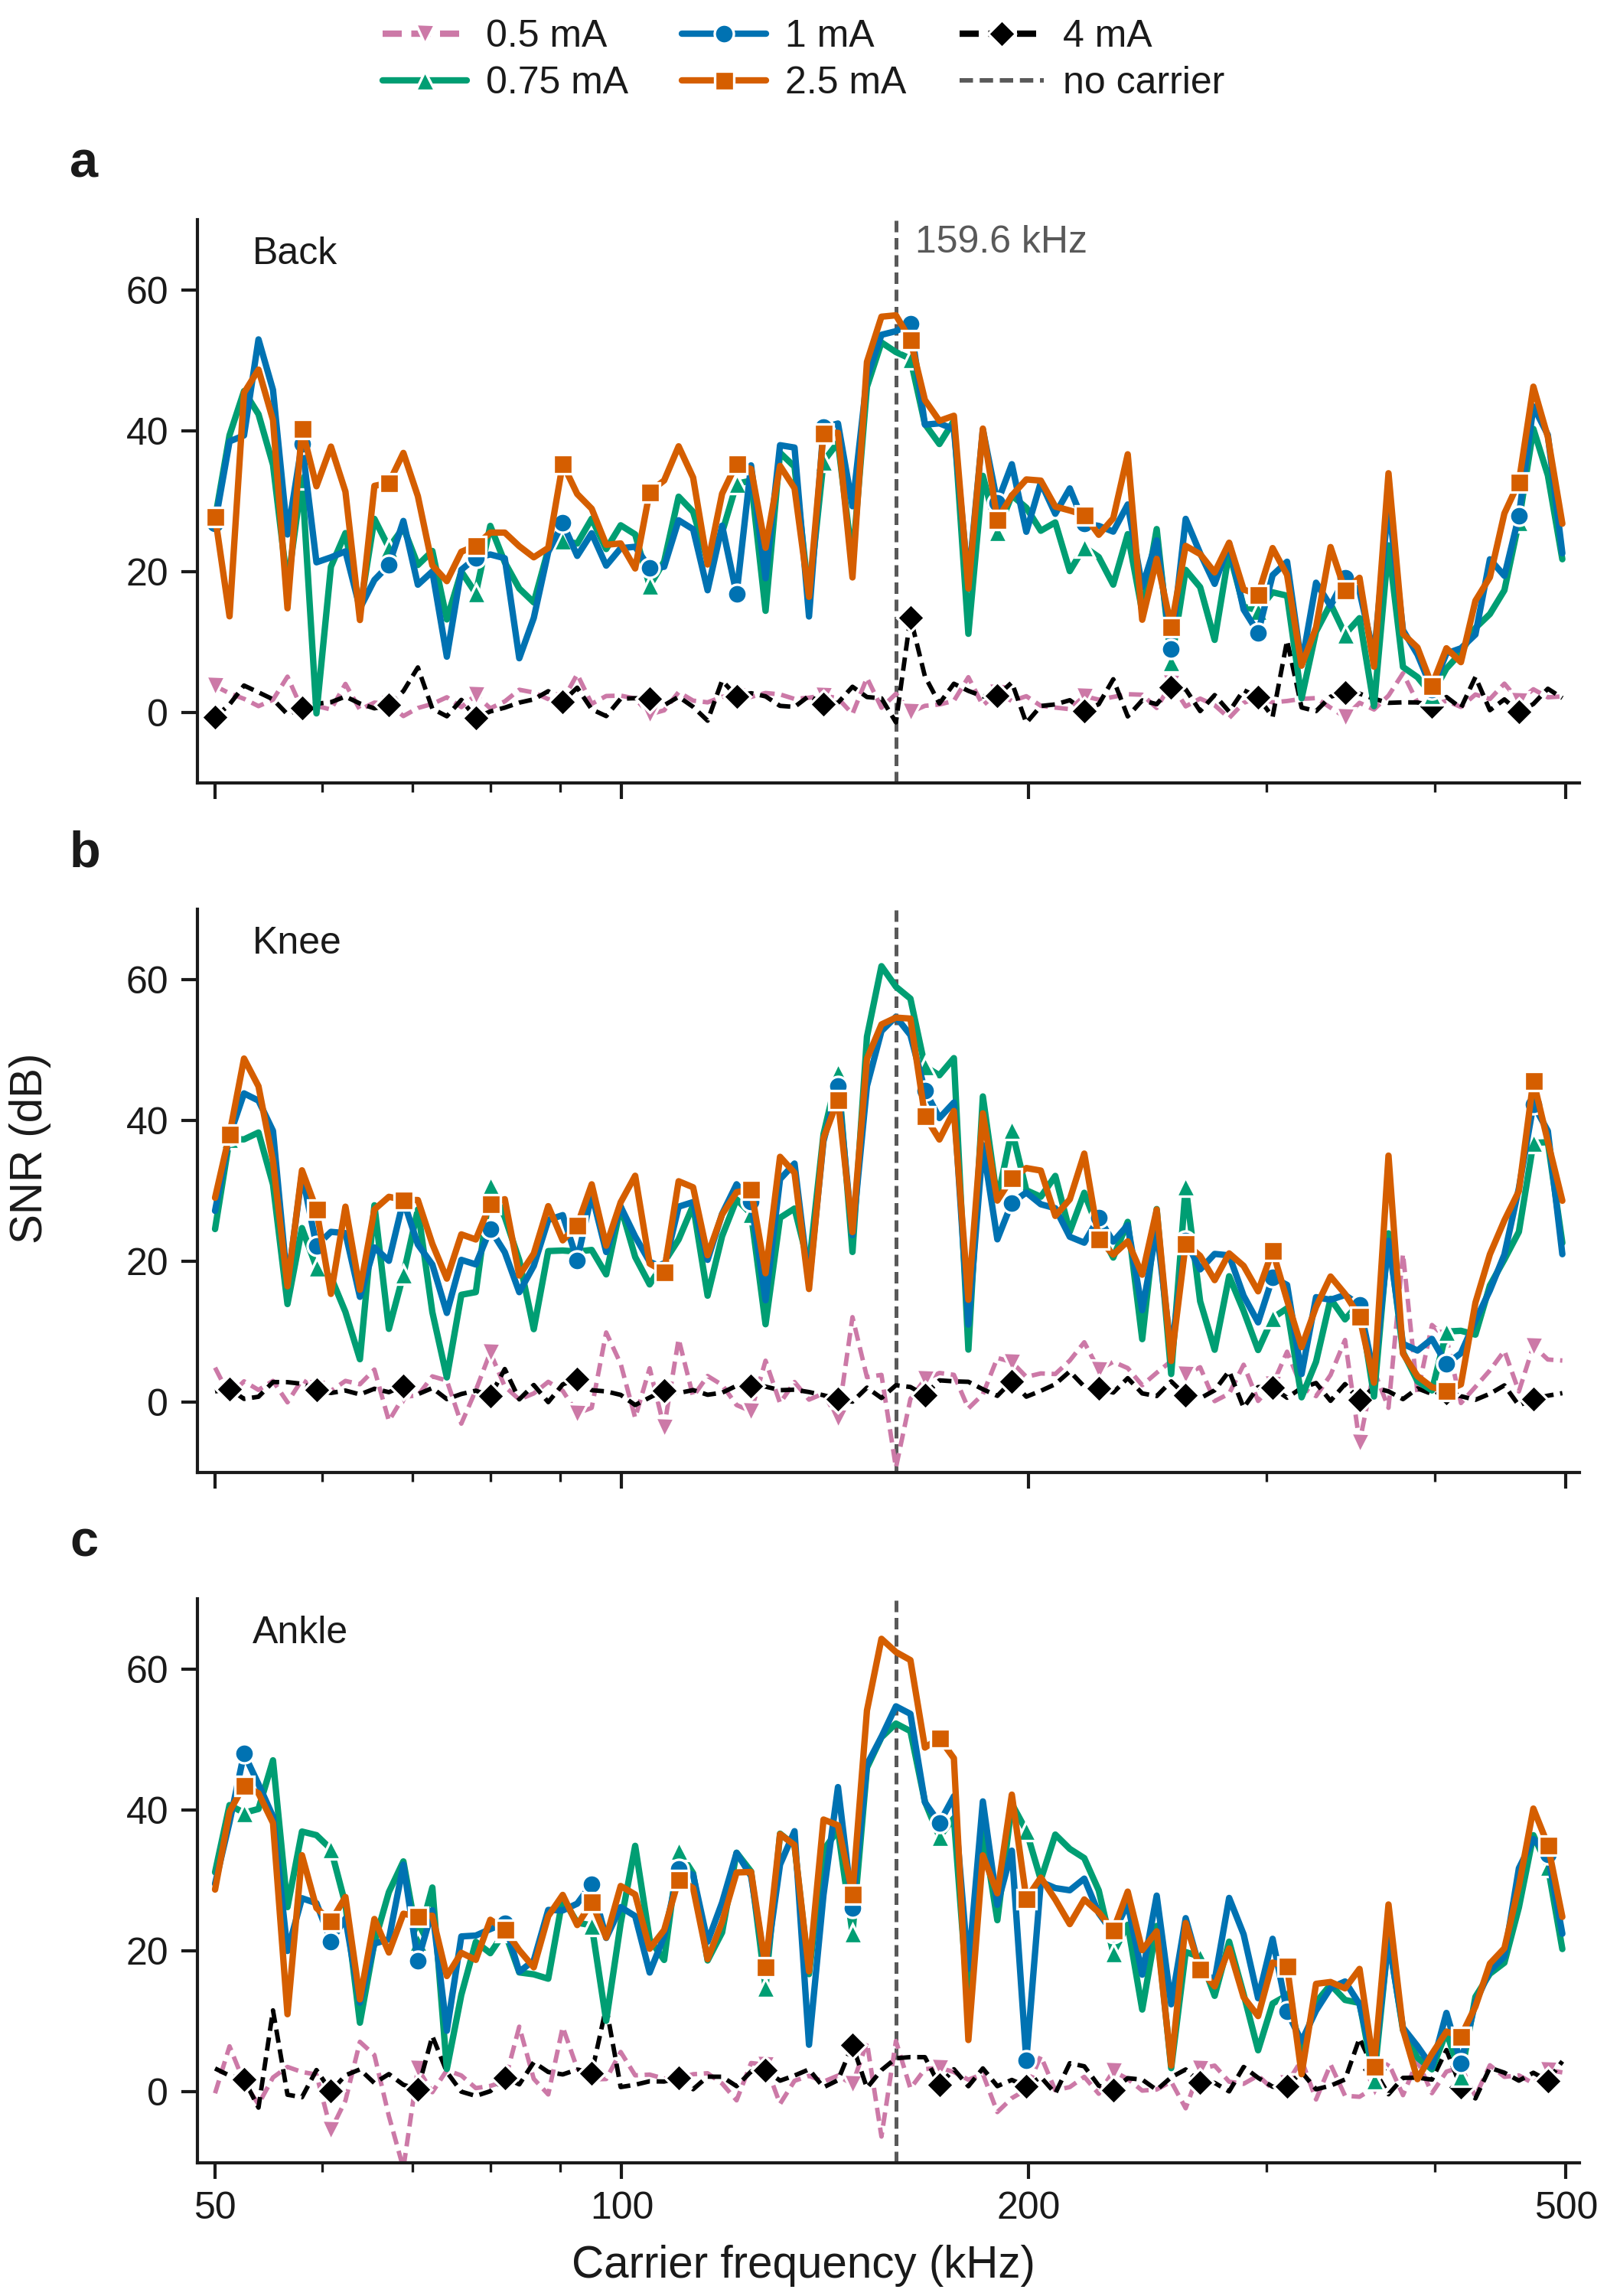 0.5 mA 1 mA 4 mA
0.75 mA 2.5 mA no carrier
a
Back
159.6 kHz
60
40
20
0
b
Knee
60
40
20
0
SNR (dB)
c
Ankle
60
40
20
0
50 100 200 500
Carrier frequency (kHz)